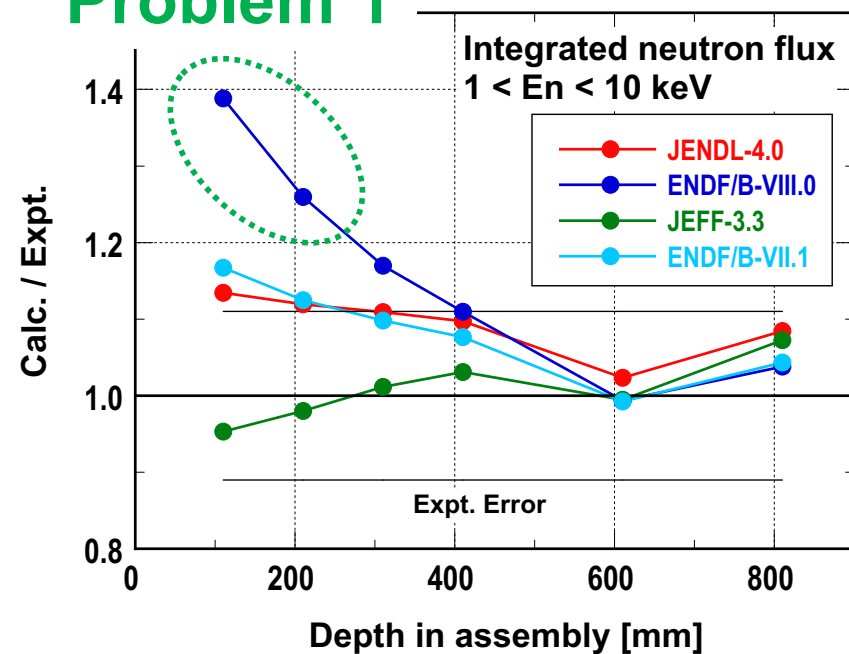 Problem 1
Integrated neutron flux
1 < En < 10 keV
JENDL-4.0
ENDF/B-VIII.0
JEFF-3.3
ENDF/B-VII.1
Calc. / Expt.
1.4
1.2
1.0
0.8
Expt. Error
0
200
400
600
800
Depth in assembly [mm]